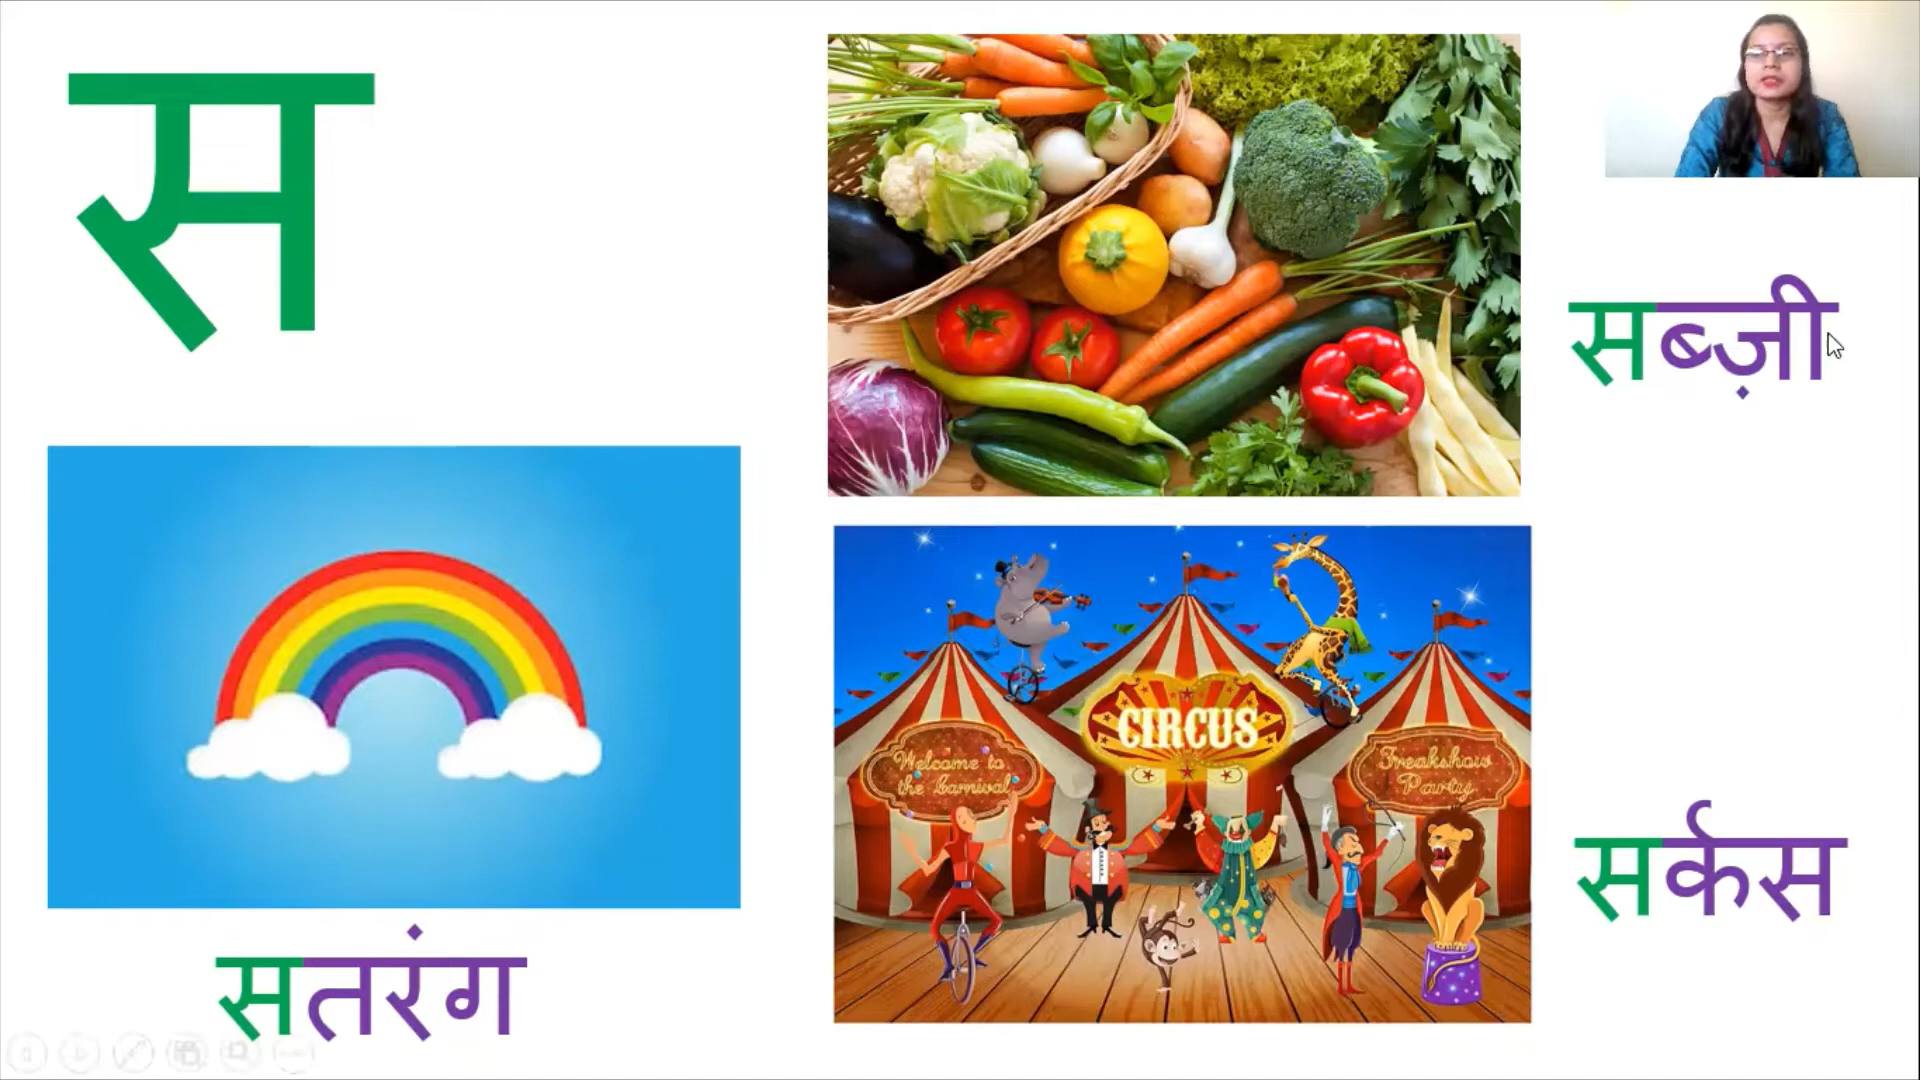 स
सब्ज़ी
CIRCUS
Welcome to
the Carnival
Freakshow
Party
सर्कस
सतरंग